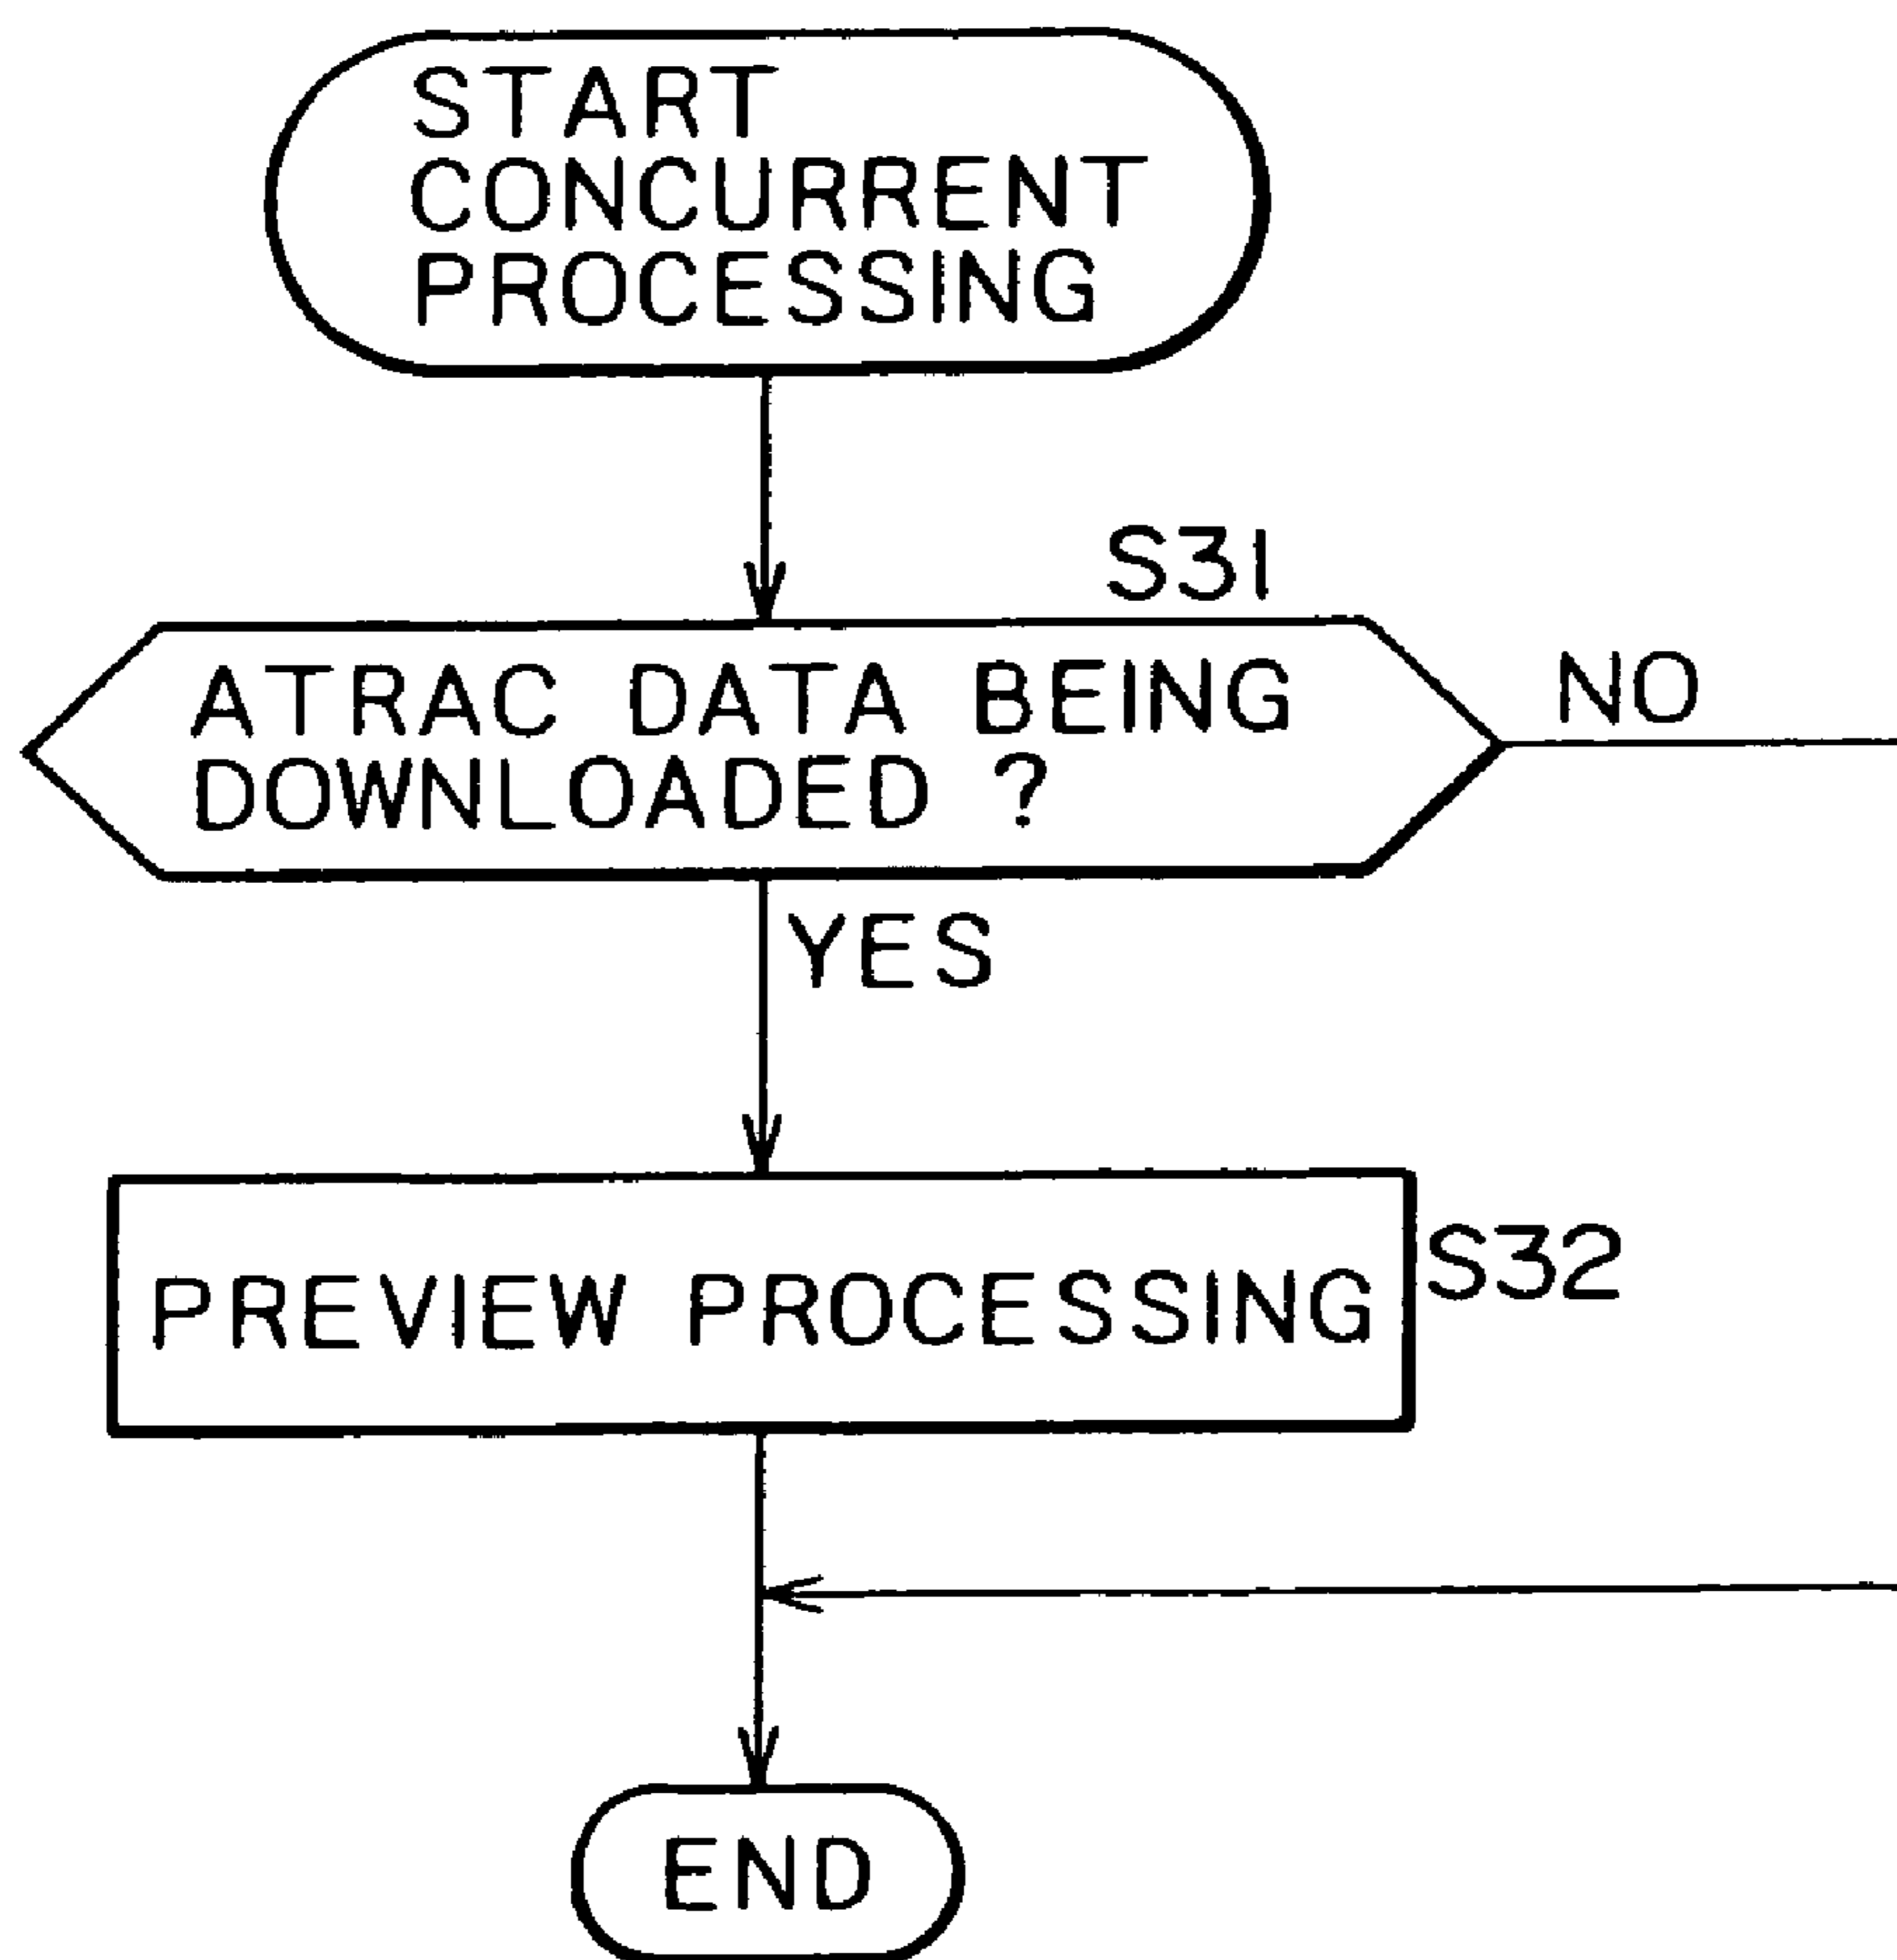 START
CONCURRENT
PROCESSING
S31
ATRAC DATA BEING
DOWNLOADED ?
NO
YES
PREVIEW PROCESSING
S32
END